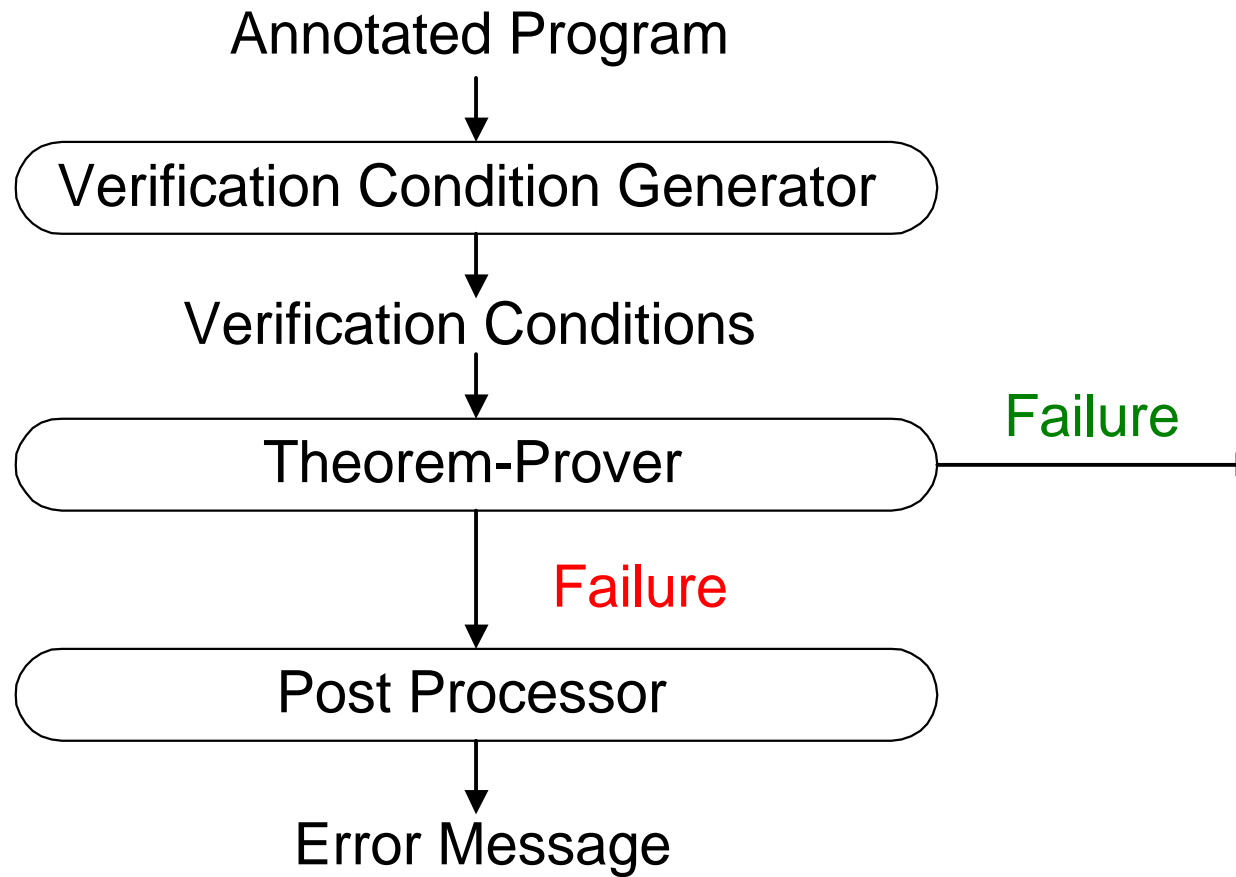 Annotated Program
Verification Condition Generator
Verification Conditions
Failure
Theorem-Prover
Failure
Post Processor
Error Message